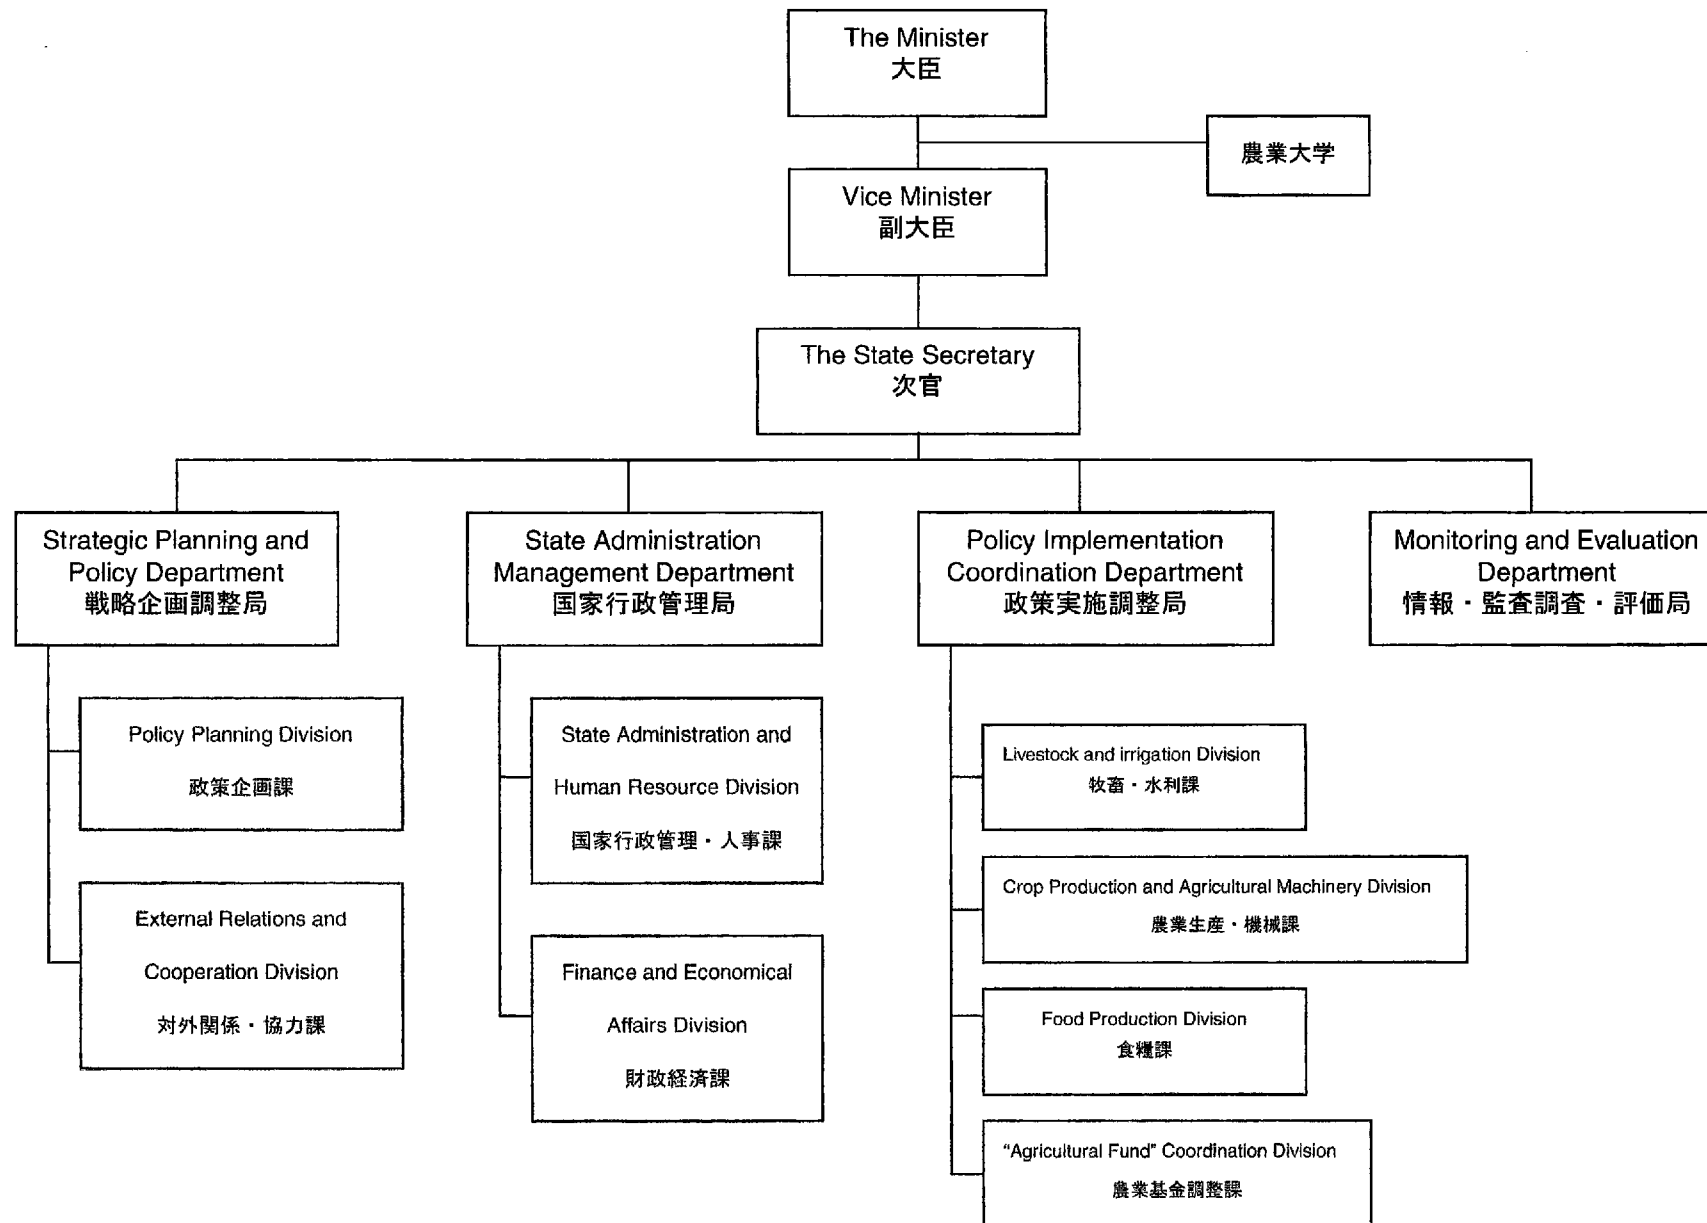 The Minister
大臣
農業大学
Vice Minister
副大臣
The State Secretary
次官
Strategic Planning and
Policy Department
戦略企画調整局
State Administration
Management Department
国家行政管理局
Policy Implementation
Coordination Department
政策実施調整局
Monitoring and Evaluation
Department
情報・監査調査・評価局
Policy Planning Division
政策企画課
External Relations and
Cooperation Division
対外関係・協力課
State Administration and
Human Resource Division
国家行政管理・人事課
Finance and Economical
Affairs Division
財政経済課
Livestock and irrigation Division
牧畜・水利課
Crop Production and Agricultural Machinery Division
農業生産・機械課
Food Production Division
食糧課
“Agricultural Fund” Coordination Division
農業基金調整課